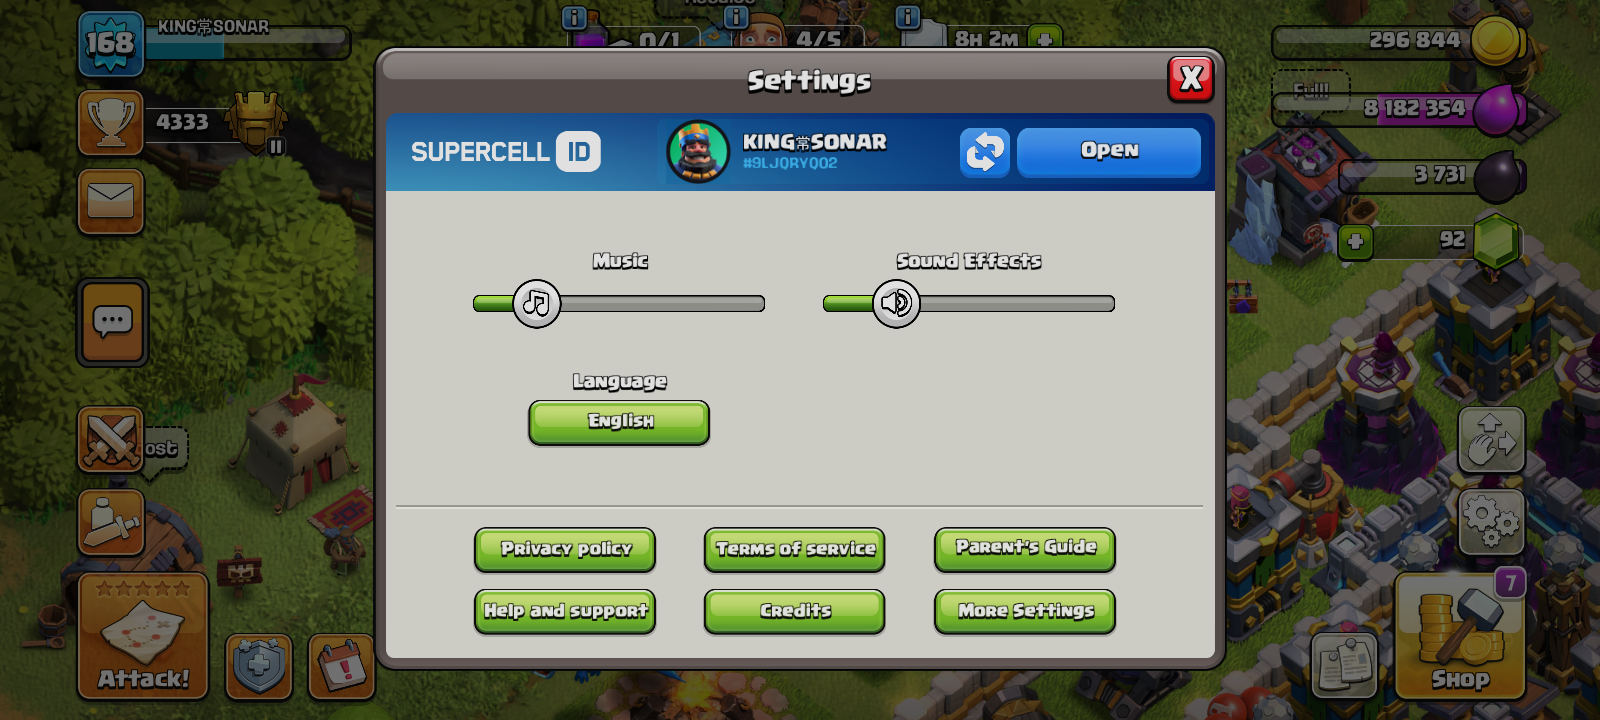 168
KING常SONAR
0/1
4/5
8H 2M
296 844
Settings
X
Full!
4333
8 182 354
SUPERCELL ID
KING常SONAR
#9LJQRYQ02
Open
3 731
92
Music
Sound Effects
Language
English
ost
Privacy policy
Terms of service
Parent's Guide
Help and support
Credits
More Settings
7
Attack!
Shop